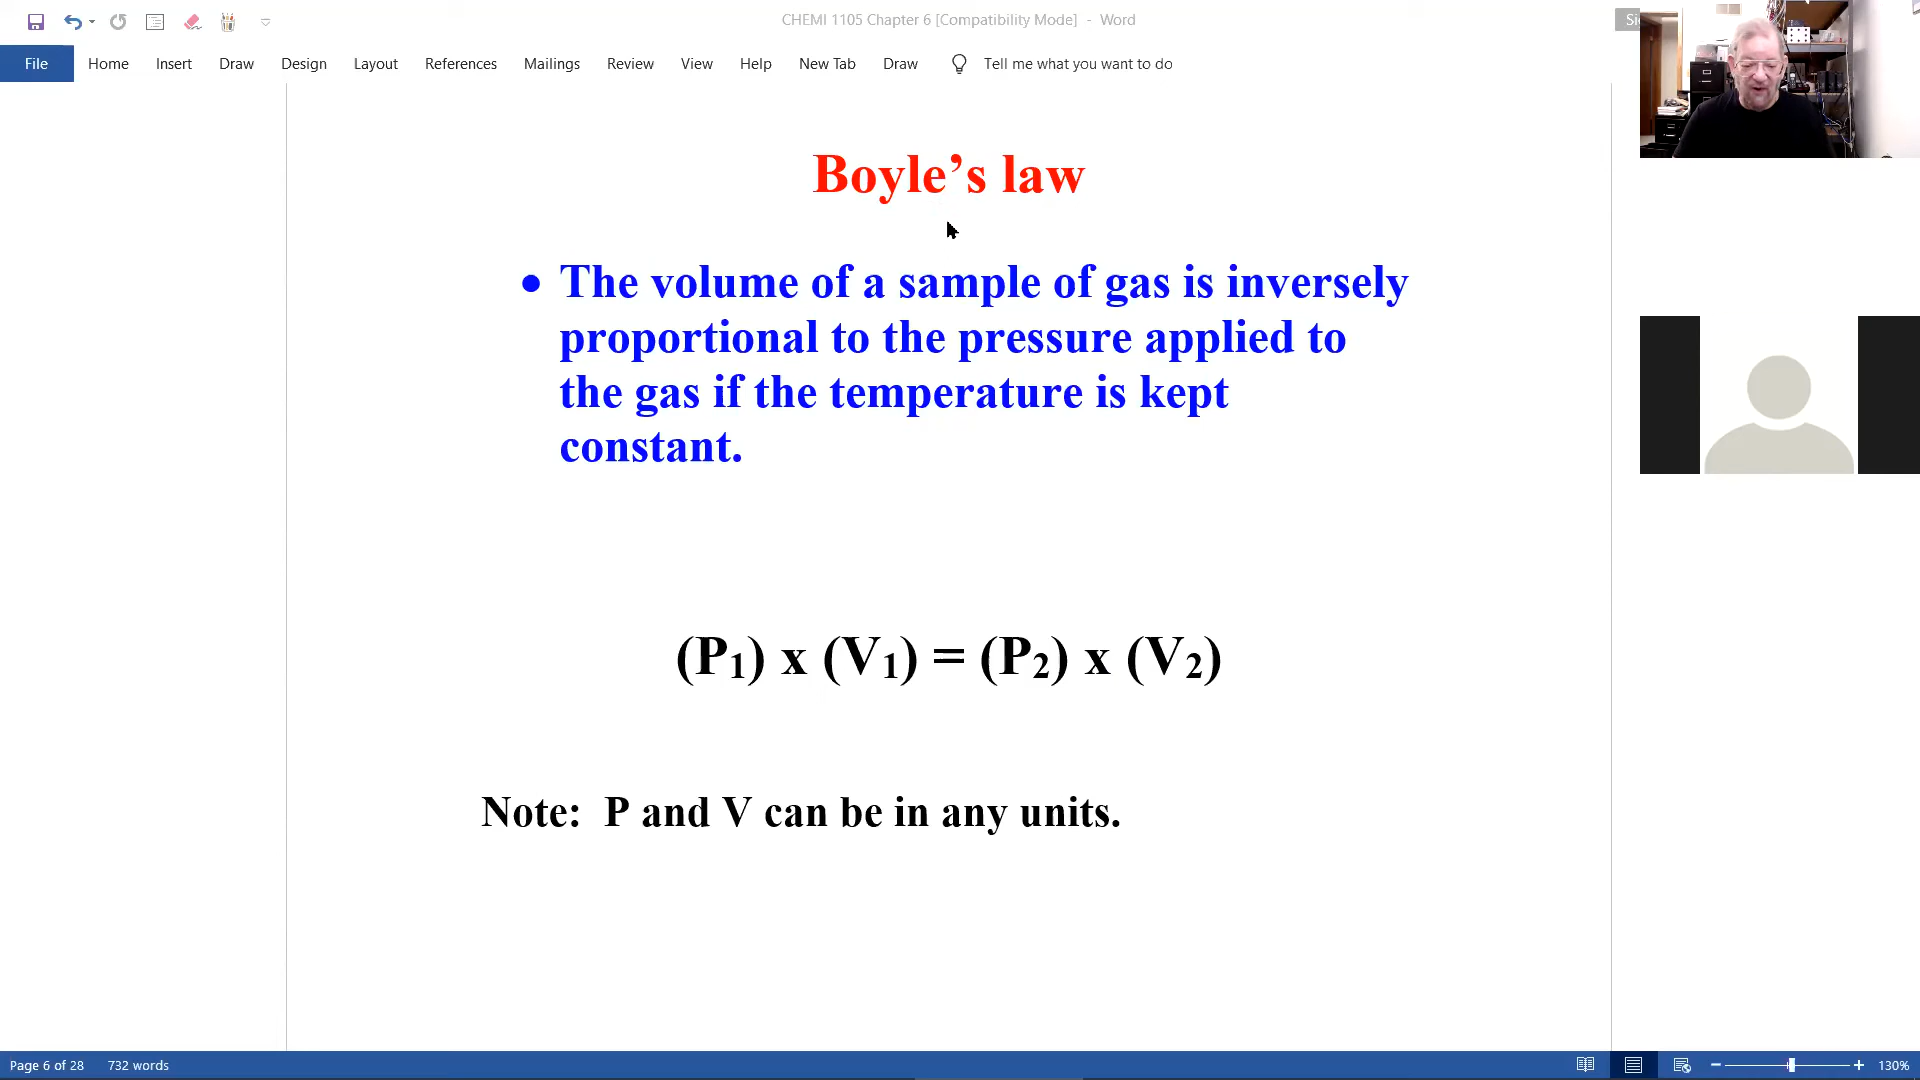 CHEMI 1105 Chapter 6 [Compatibility Mode] - Word
Si
File Home Insert Draw Design Layout References Mailings Review View Help New Tab Draw Tell me what you want to do
Boyle’s law
• The volume of a sample of gas is inversely
proportional to the pressure applied to
the gas if the temperature is kept
constant.
(P₁) x (V₁) = (P₂) x (V₂)
Note: P and V can be in any units.
Page 6 of 28 732 words 130%